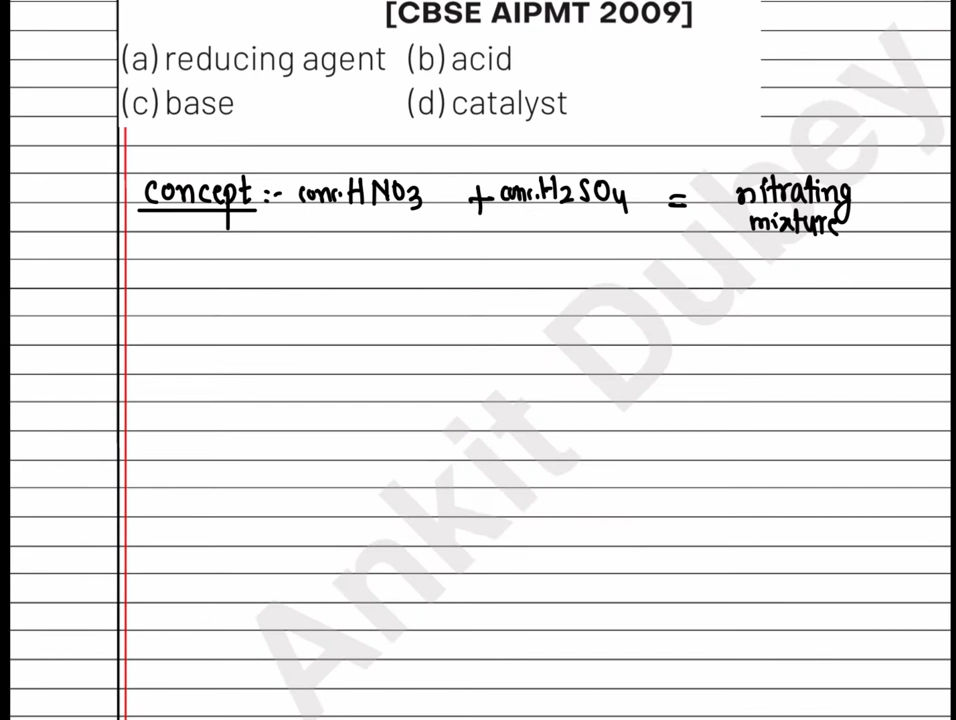 [CBSE AIPMT 2009]
(a) reducing agent (b) acid
(c) base (d) catalyst
concept :- conc. HNO3 + conc. H2SO4 = nitrating
mixture
Ankit Dubey